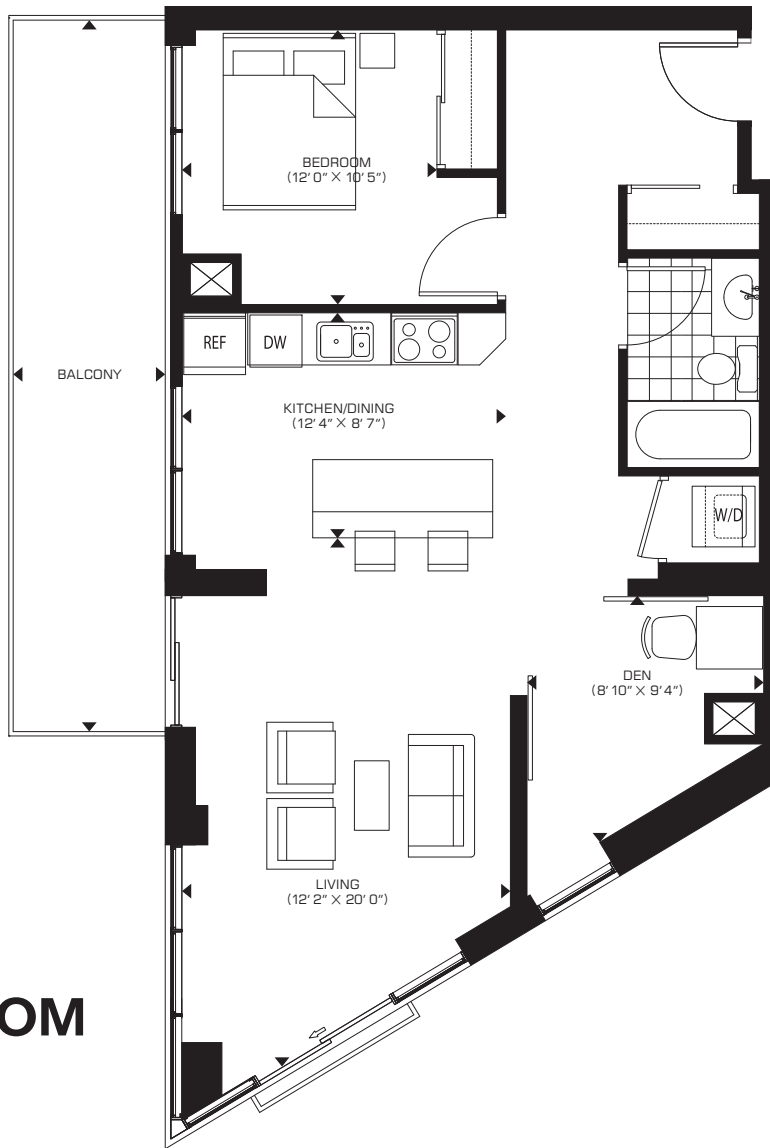 BEDROOM
(12' 0" X 10' 5")
REF
DW
BALCONY
KITCHEN/DINING
(12' 4" X 8' 7")
W/D
DEN
(8' 10" X 9' 4")
LIVING
(12' 2" X 20' 0")
OM